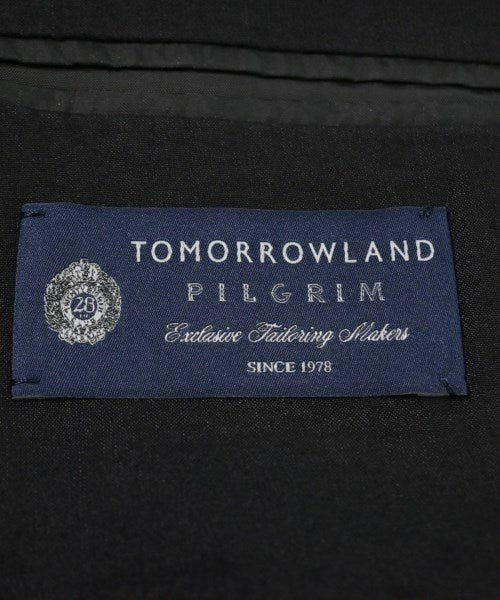 TOMORROWLAND
PILGRIM
Exclusive Tailoring Makers
SINCE 1978
28